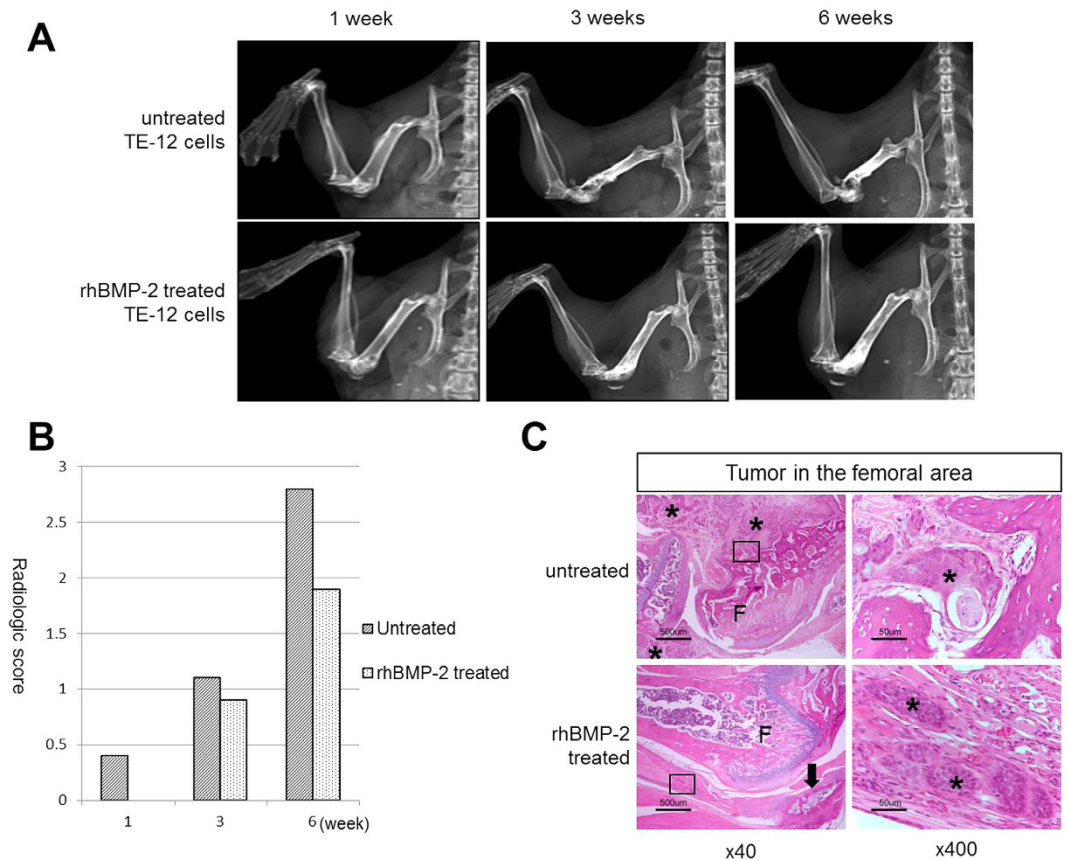 A
1 week
3 weeks
6 weeks
untreated
TE-12 cells
rhBMP-2 treated
TE-12 cells
B
Radiologic score
3
2.5
2
1.5
1
0.5
0
1
3
6 (week)
Untreated
rhBMP-2 treated
C
Tumor in the femoral area
untreated
*
*
*
F
500um
*
50um
rhBMP-2
treated
F
500um
*
*
50um
x40
x400